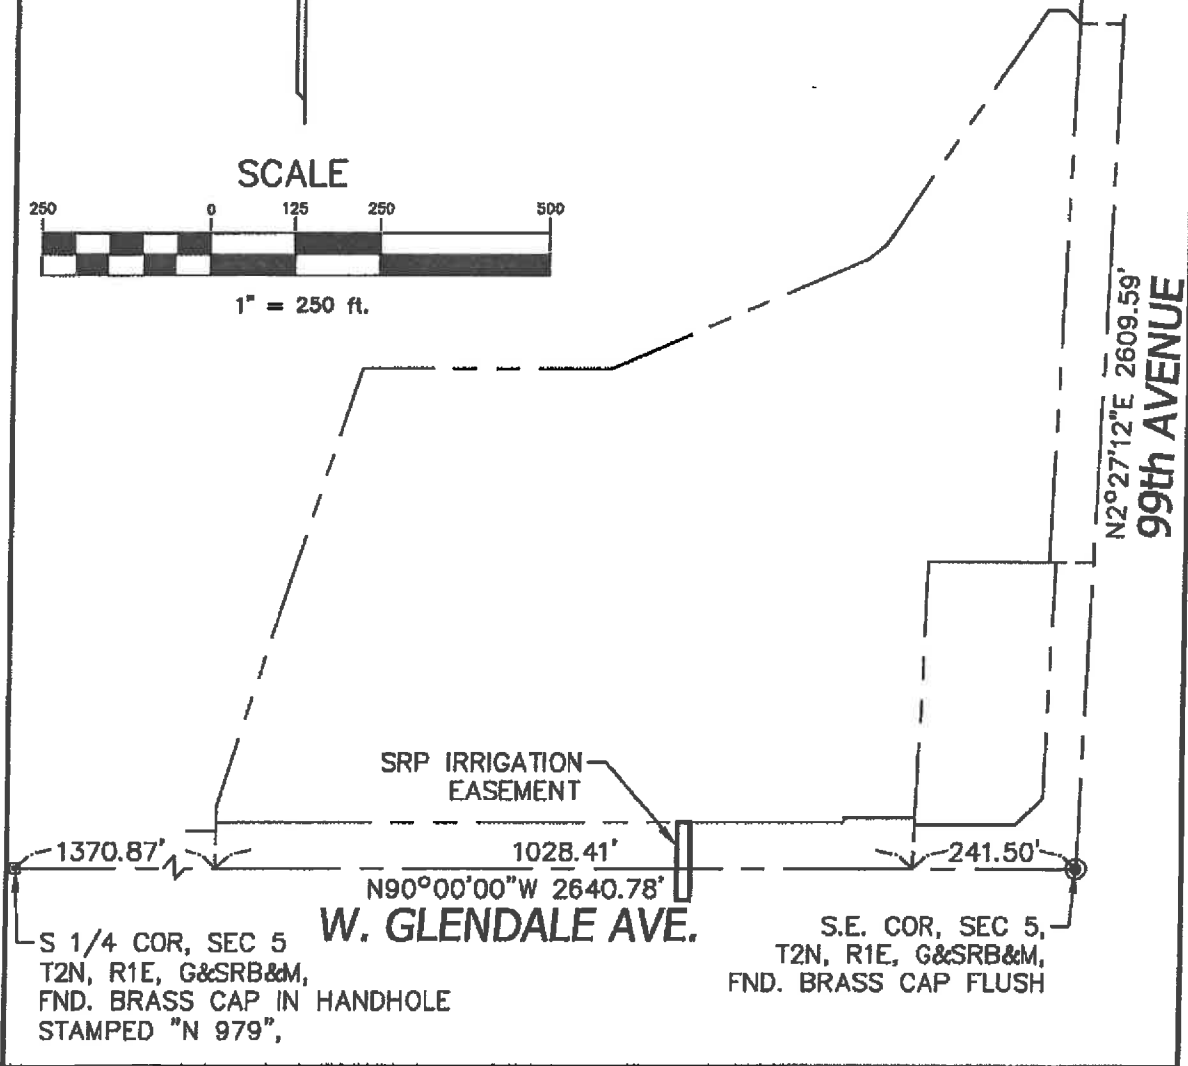 SCALE
250 0 125 250 500
1" = 250 ft.
N2°27'12"E 2609.59'
99th AVENUE
SRP IRRIGATION
EASEMENT
1370.87' 1028.41' 241.50'
N90°00'00"W 2640.78'
W. GLENDALE AVE.
S 1/4 COR, SEC 5
T2N, R1E, G&SRB&M,
FND. BRASS CAP IN HANDHOLE
STAMPED "N 979",
S.E. COR, SEC 5,
T2N, R1E, G&SRB&M,
FND. BRASS CAP FLUSH